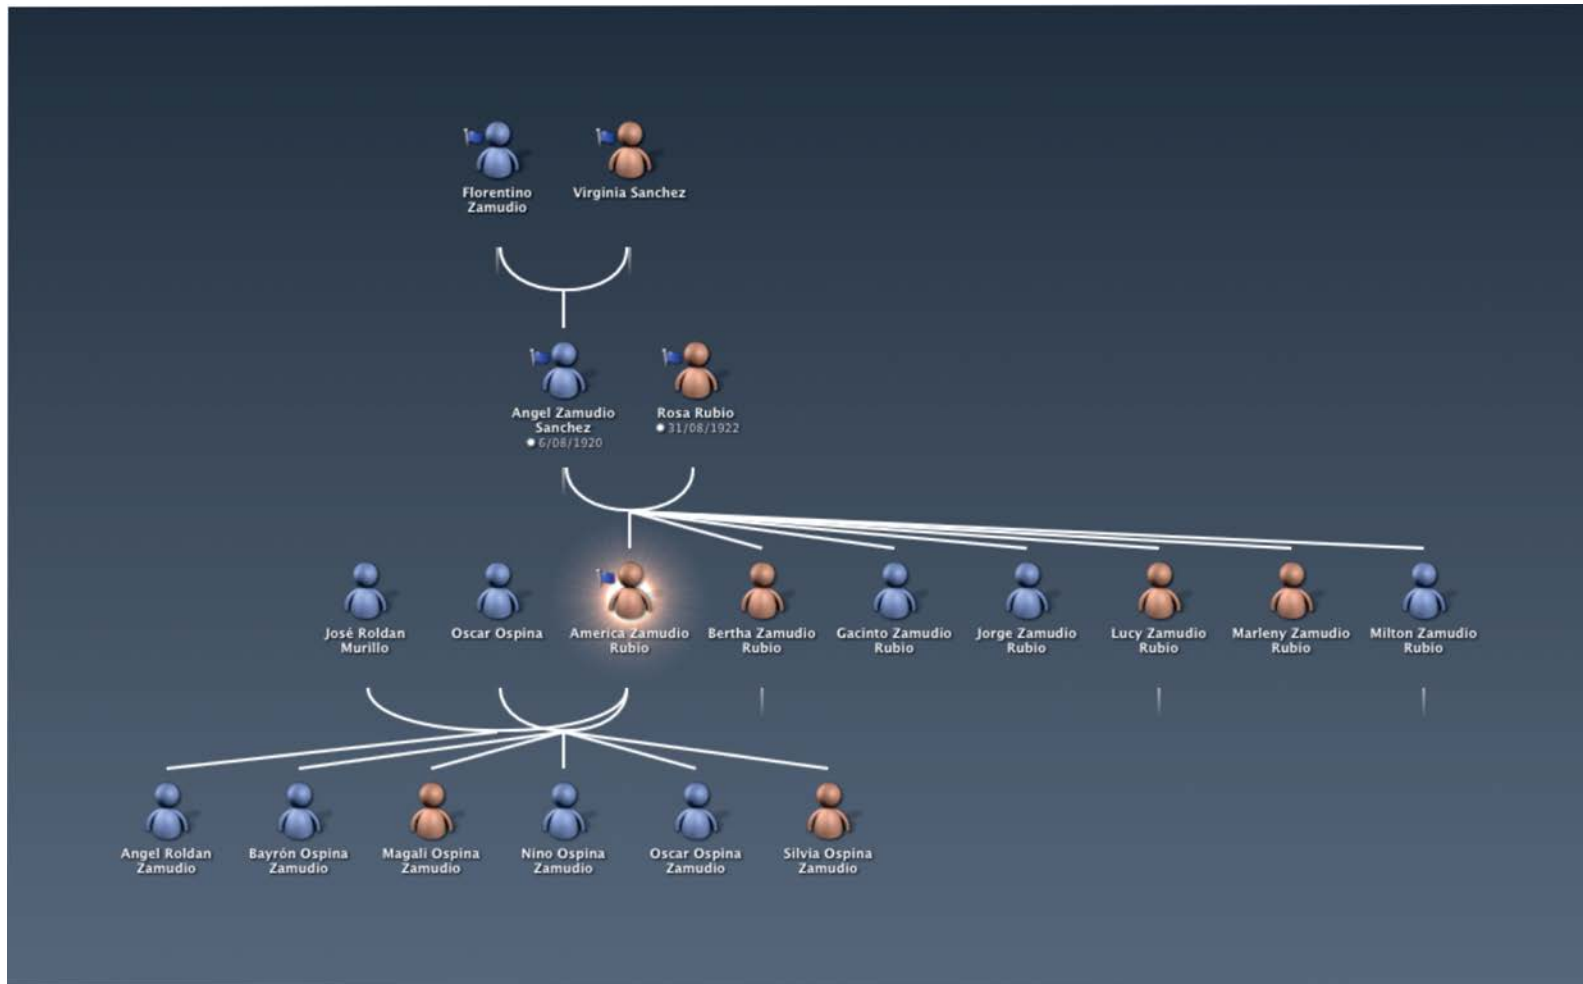 Florentino
Zamudio
Virginia Sanchez
Angel Zamudio
Sanchez
6/08/1920
Rosa Rubio
31/08/1922
José Roldan
Murillo
Oscar Ospina
America Zamudio
Rubio
Bertha Zamudio
Rubio
Gacinto Zamudio
Rubio
Jorge Zamudio
Rubio
Lucy Zamudio
Rubio
Marleny Zamudio
Rubio
Milton Zamudio
Rubio
Angel Roldan
Zamudio
Bayrón Ospina
Zamudio
Magali Ospina
Zamudio
Nino Ospina
Zamudio
Oscar Ospina
Zamudio
Silvia Ospina
Zamudio